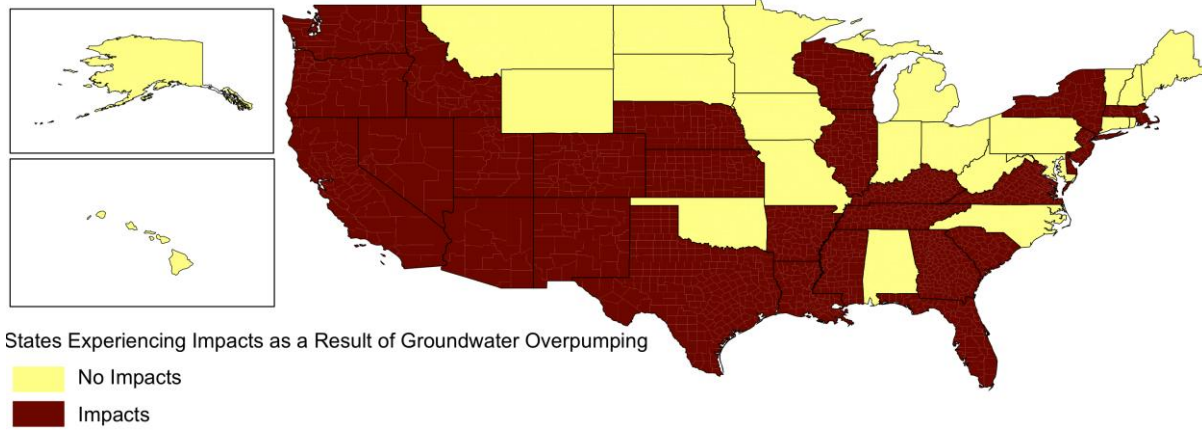 States Experiencing Impacts as a Result of Groundwater Overpumping
No Impacts
Impacts